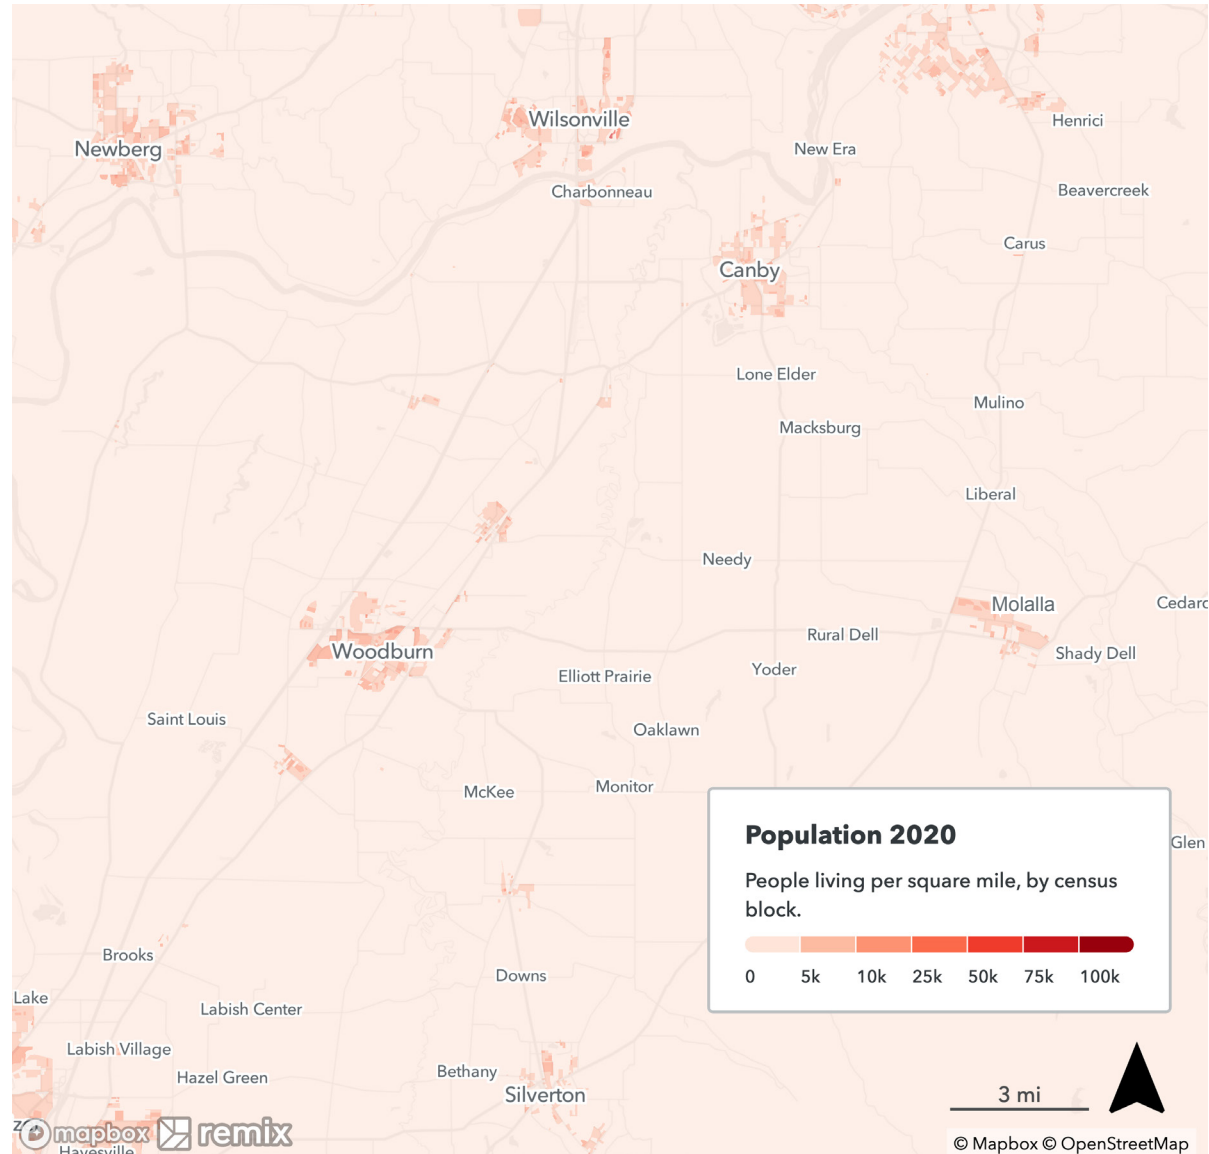 Wilsonville
Henrici
Newberg
New Era
Charbonneau
Beavercreek
Carus
Canby
Lone Elder
Mulino
Macksburg
Liberal
Needy
Molalla
Rural Dell
Woodburn
Shady Dell
Yoder
Elliott Prairie
Saint Louis
Oaklawn
Monitor
McKee
Population 2020
Glen
People living per square mile, by census
block.
0 5k 10k 25k 50k 75k 100k
Brooks
Downs
Lake
Labish Center
Labish Village
Bethany
Hazel Green
Silverton
3 mi
mapbox remix
© Mapbox © OpenStreetMap